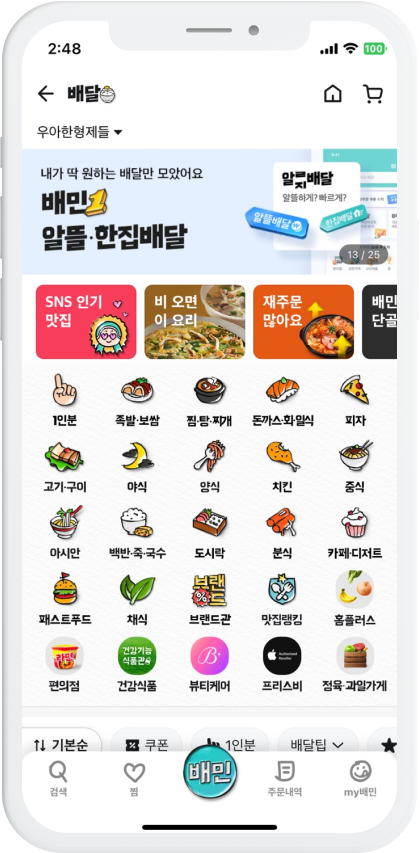 2:48
100
배달
우아한형제들
내가 딱 원하는 배달만 모았어요
배민1
알뜰·한집배달
알뜰배달
알뜰하게? 빠르게?
알뜰배달
한집배달
13 / 25
SNS 인기
맛집
비 오면
이 요리
재주문
많아요
배민
단골
1인분
족발·보쌈
찜·탕·찌개
돈까스·회·일식
피자
고기·구이
야식
양식
치킨
중식
아시안
백반·죽·국수
도시락
분식
카페·디저트
패스트푸드
채식
브랜드관
맛집랭킹
홈플러스
브랜드%
건강기능
식품관
B
Authorised
Reseller
편의점
건강식품
뷰티케어
프리스비
정육·과일가게
기본순
쿠폰
1인분
배달팁
검색
찜
배민
주문내역
my배민